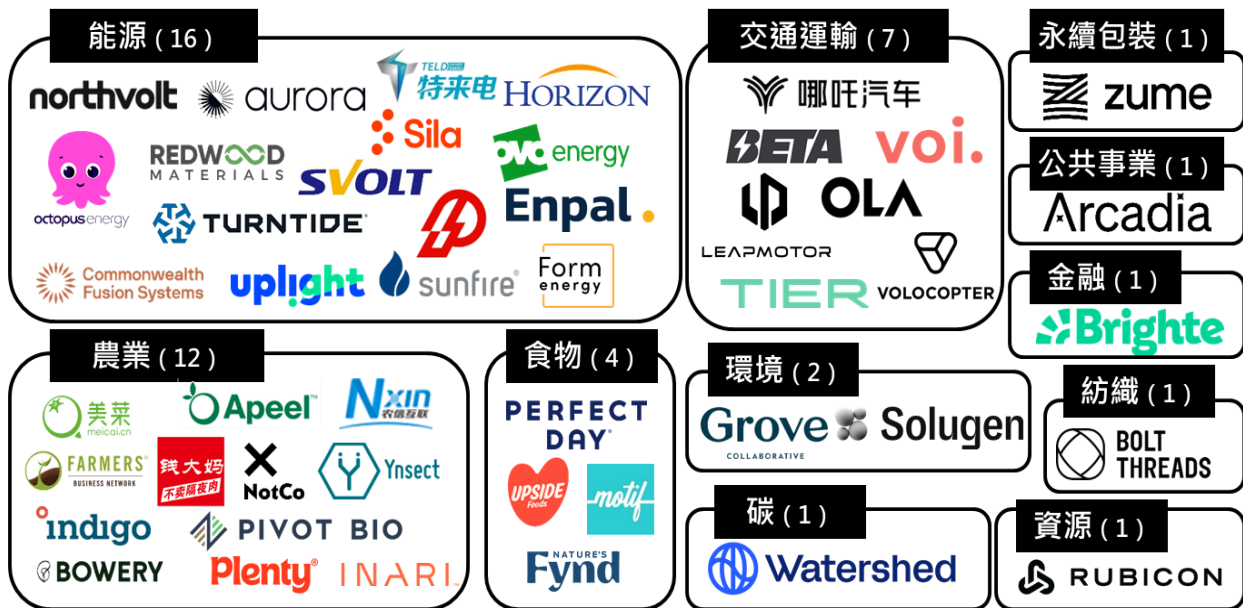 能源 ( 16 )
northvolt
aurora
TELD
特来电
HORIZON
octopusenergy
REDWOOD
MATERIALS
Sila
SVOLT
ovo energy
TURNTIDE
Enpal.
Commonwealth
Fusion Systems
uplight
sunfire®
Form
energy
交通運輸 ( 7 )
哪吒汽车
BETA
voi.
LEAPMOTOR
OLA
TIER
VOLOCOPTER
永續包裝 ( 1 )
zume
公共事業 ( 1 )
Arcadia
金融 ( 1 )
Brighte
農業 ( 12 )
美菜
meicai.cn
Apeel™
Nxin
农信互联
FARMERS
BUSINESS NETWORK
钱大妈
不卖隔夜肉
NotCo
Ynsect
indigo
PIVOT BIO
BOWERY
Plenty®
INARI™
食物 ( 4 )
PERFECT
DAY
UPSIDE
Foods
motif
NATURE'S
Fynd
環境 ( 2 )
Grove
COLLABORATIVE
Solugen
紡織 ( 1 )
BOLT
THREADS
碳 ( 1 )
Watershed
資源 ( 1 )
RUBICON